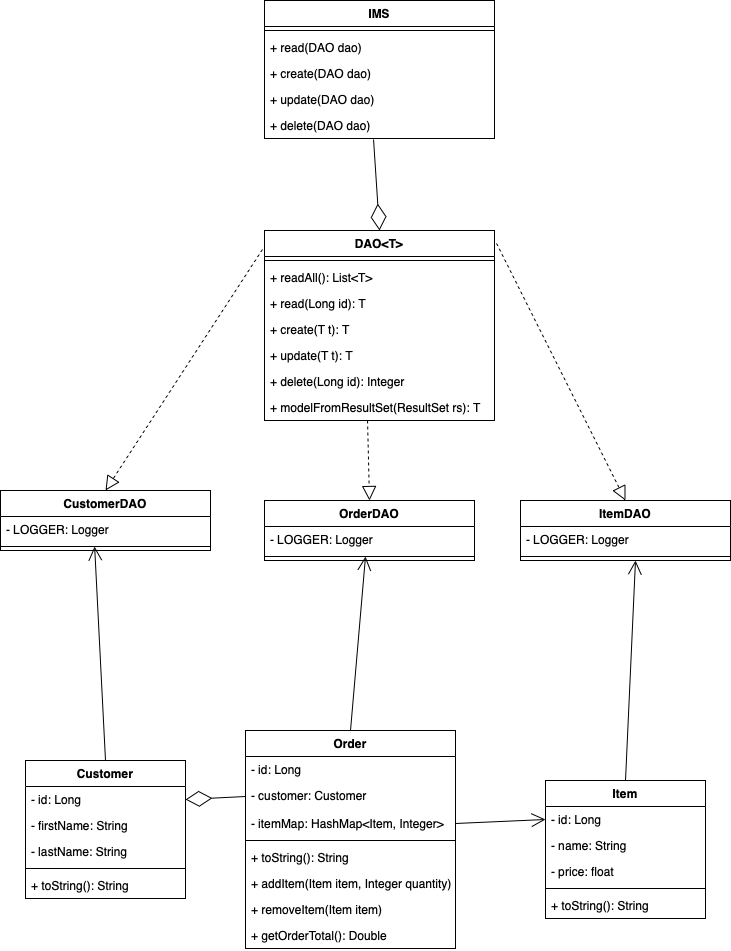 IMS
+ read(DAO dao)
+ create(DAO dao)
+ update(DAO dao)
+ delete(DAO dao)
DAO<T>
+ readAll(): List<T>
+ read(Long id): T
+ create(T t): T
+ update(T t): T
+ delete(Long id): Integer
+ modelFromResultSet(ResultSet rs): T
CustomerDAO
- LOGGER: Logger
OrderDAO
- LOGGER: Logger
ItemDAO
- LOGGER: Logger
Customer
- id: Long
- firstName: String
- lastName: String
+ toString(): String
Order
- id: Long
- customer: Customer
- itemMap: HashMap<Item, Integer>
+ toString(): String
+ addItem(Item item, Integer quantity)
+ removeItem(Item item)
+ getOrderTotal(): Double
Item
- id: Long
- name: String
- price: float
+ toString(): String